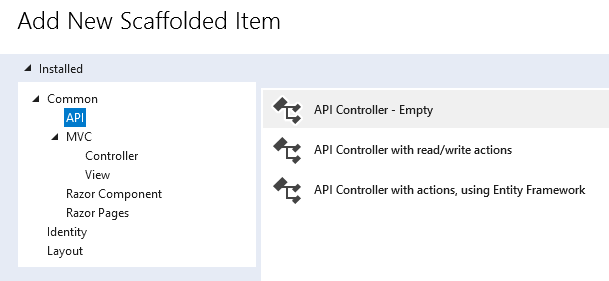 Add New Scaffolded Item
Installed
Common
API
MVC
Controller
View
Razor Component
Razor Pages
Identity
Layout
API Controller - Empty
API Controller with read/write actions
API Controller with actions, using Entity Framework